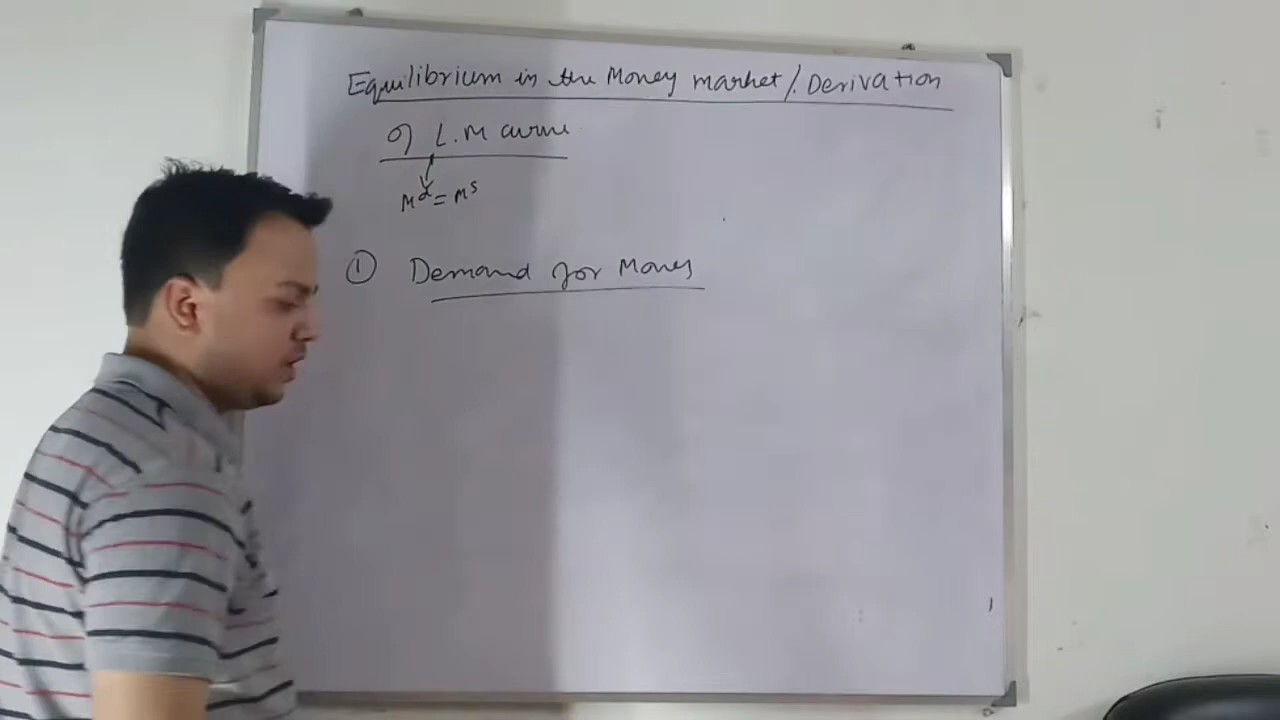 Equilibrium in the Money market / Derivation
of L.M curve
Mᵈ = Mˢ
① Demand for Money